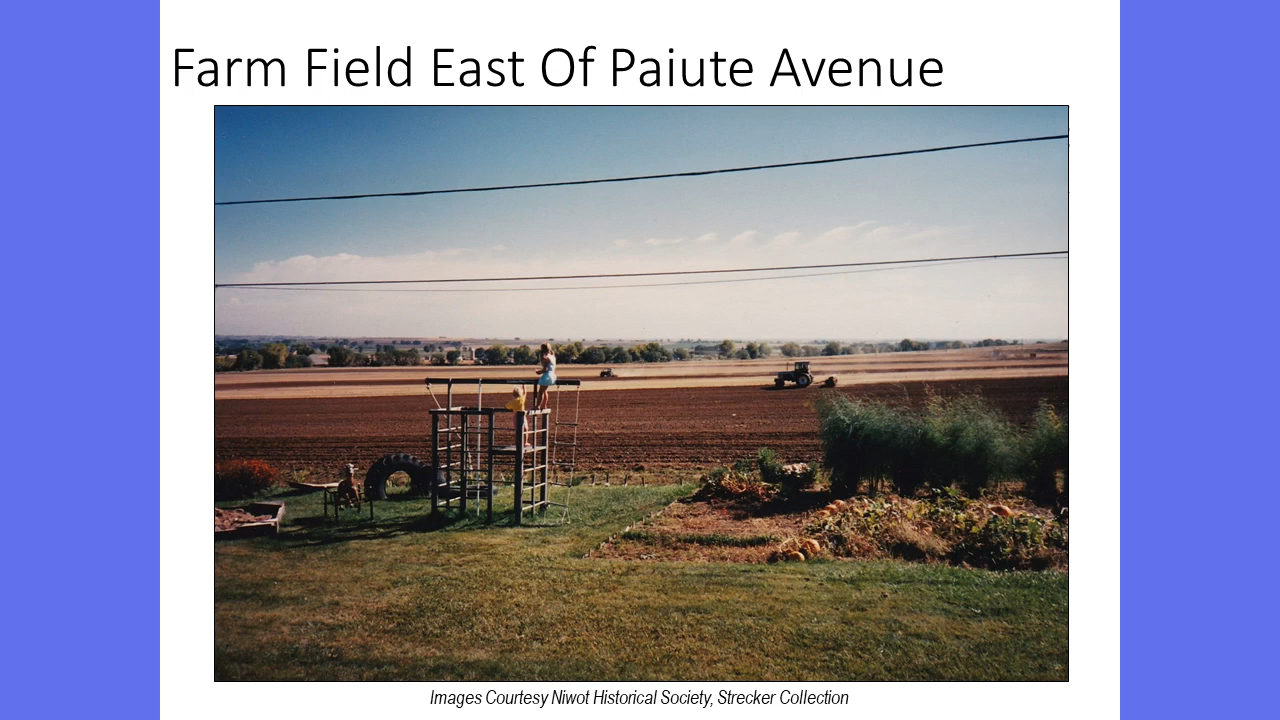 Farm Field East Of Paiute Avenue
Images Courtesy Niwot Historical Society, Strecker Collection